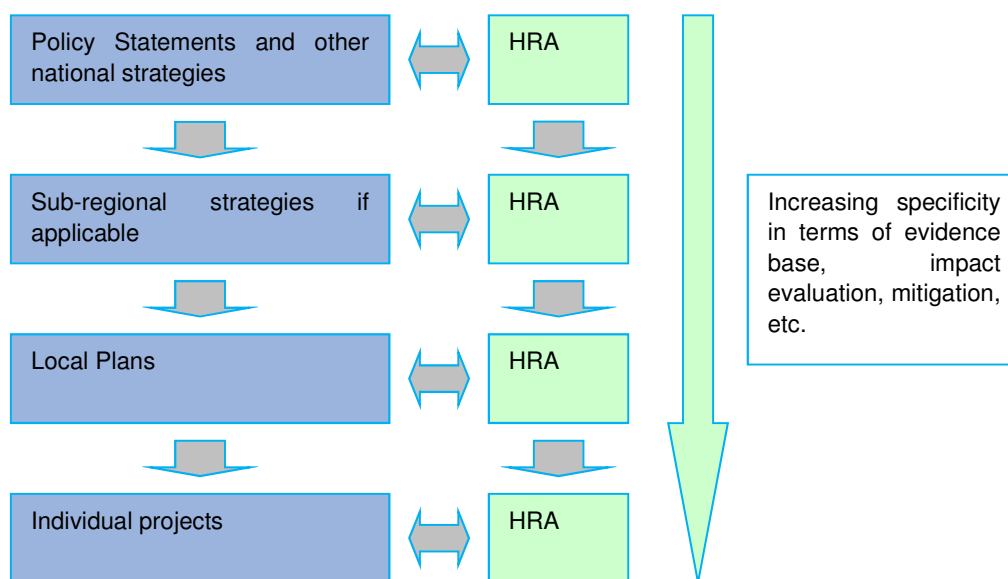 Policy Statements and other
national strategies
HRA
Sub-regional strategies if
applicable
HRA
Increasing specificity
in terms of evidence
base, impact
evaluation, mitigation,
etc.
Local Plans
HRA
Individual projects
HRA